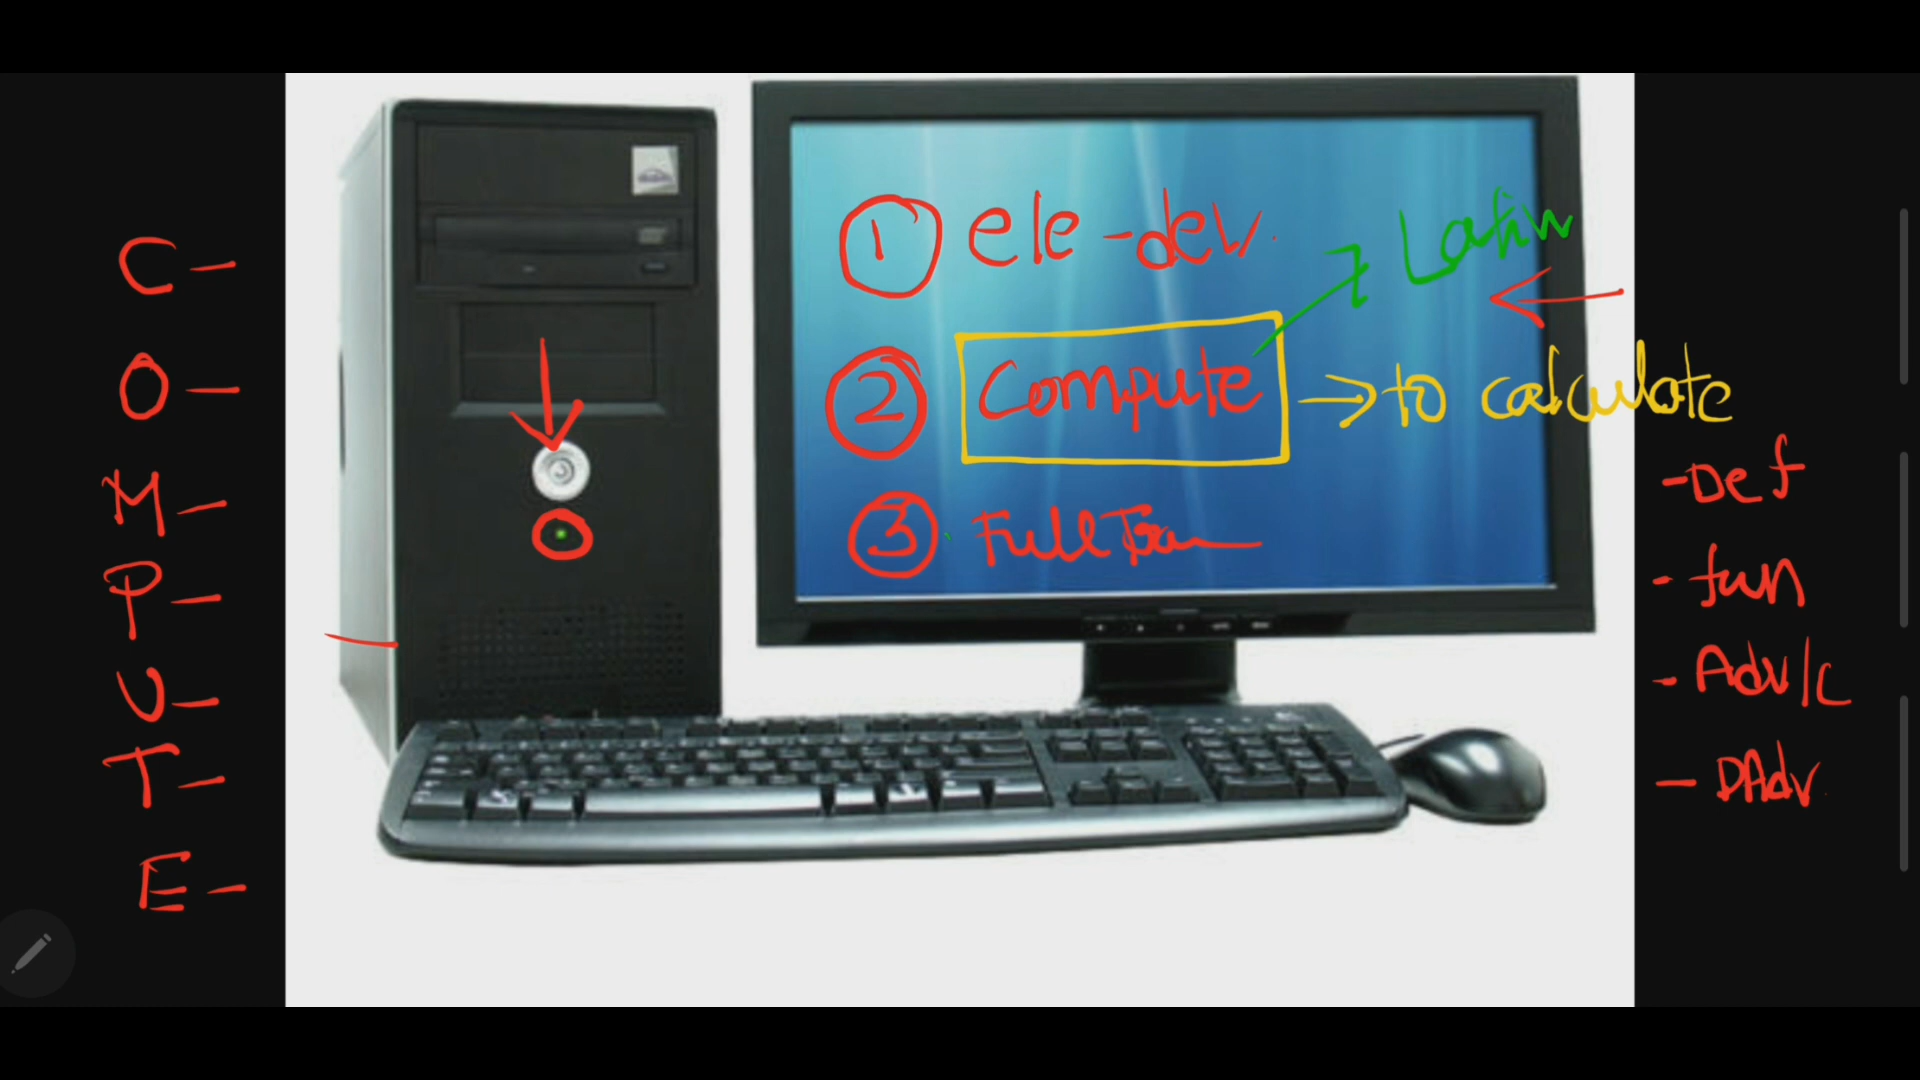 C -
O -
M -
P -
U -
T -
E -
1 ele-dev.
Latin
2 Compute → to calculate
3 Full
- Def
- fun
- Adv/c
- DAdv